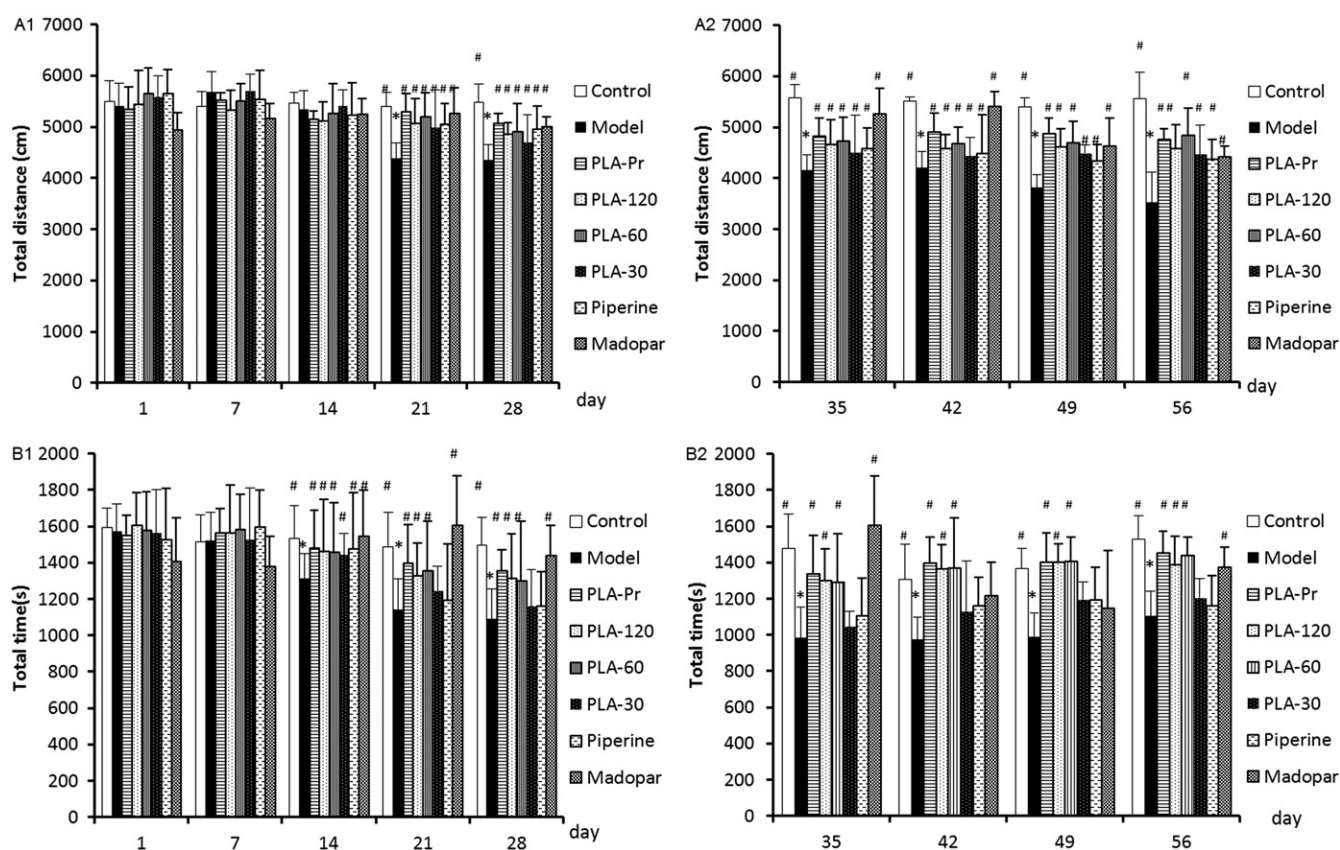 A1 7000
6000
5000
4000
3000
2000
1000
0
Total distance (cm)
# # # # # # # # #
* *
1 7 14 21 28 day
Control
Model
PLA-Pr
PLA-120
PLA-60
PLA-30
Piperine
Madopar
A2 7000
6000
5000
4000
3000
2000
1000
0
Total distance (cm)
* * * *
35 42 49 56 day
Control
Model
PLA-Pr
PLA-120
PLA-60
PLA-30
Piperine
Madopar
B1 2000
1800
1600
1400
1200
1000
800
600
400
200
0
Total time(s)
* * *
1 7 14 21 28 day
Control
Model
PLA-Pr
PLA-120
PLA-60
PLA-30
Piperine
Madopar
B2 2000
1800
1600
1400
1200
1000
800
600
400
200
0
Total time(s)
* * * *
35 42 49 56 day
Control
Model
PLA-Pr
PLA-120
PLA-60
PLA-30
Piperine
Madopar